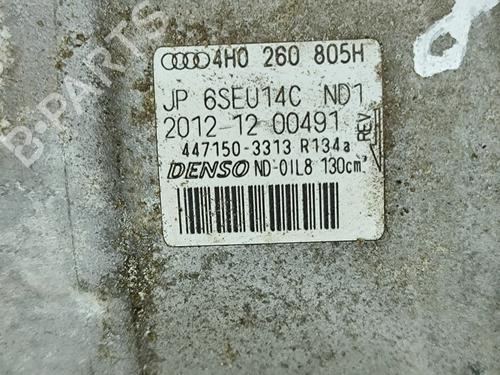 B-PARTS
4H0 260 805H
JP 6SEU14C ND1
2012-12 00491
REV
447150-3313 R134a
DENSO ND-OIL8 130cm³